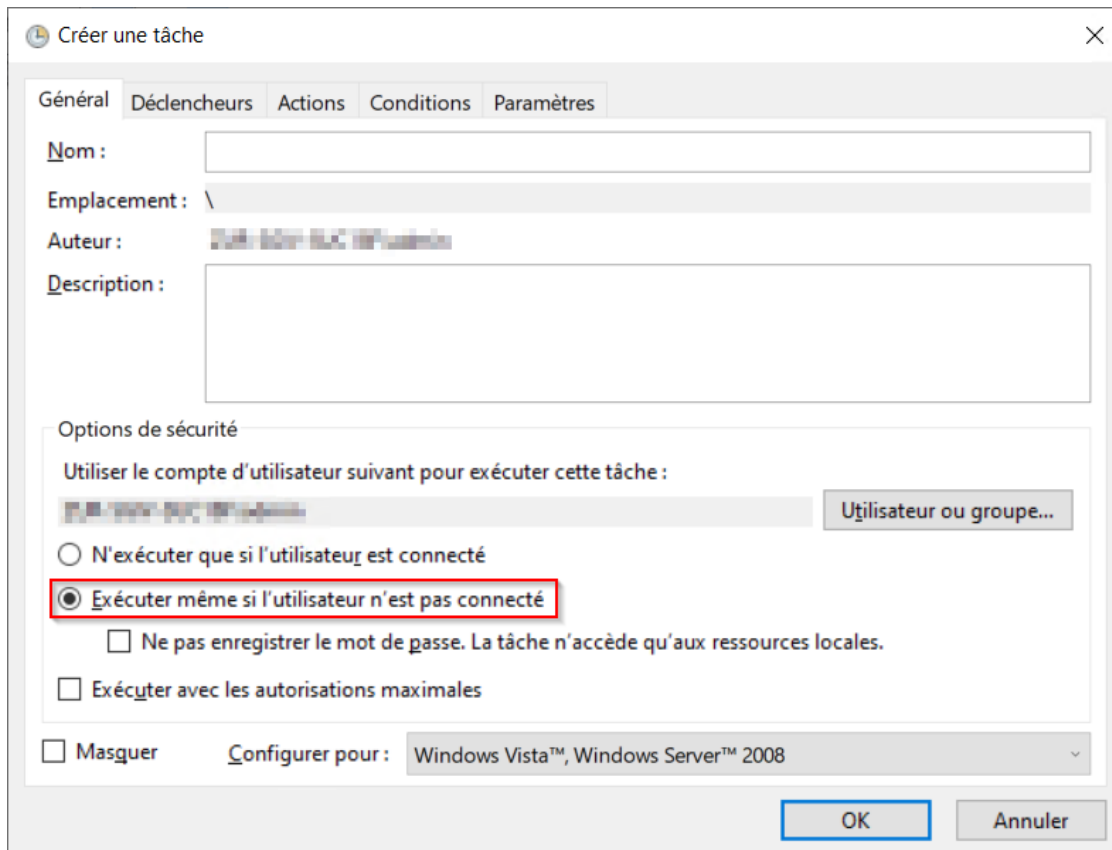 Créer une tâche
Général Déclencheurs Actions Conditions Paramètres
Nom :
Emplacement : \
Auteur :
Description :
Options de sécurité
Utiliser le compte d'utilisateur suivant pour exécuter cette tâche :
Utilisateur ou groupe...
N'exécuter que si l'utilisateur est connecté
Exécuter même si l'utilisateur n'est pas connecté
Ne pas enregistrer le mot de passe. La tâche n'accède qu'aux ressources locales.
Exécuter avec les autorisations maximales
Masquer Configurer pour : Windows Vista™, Windows Server™ 2008
OK Annuler